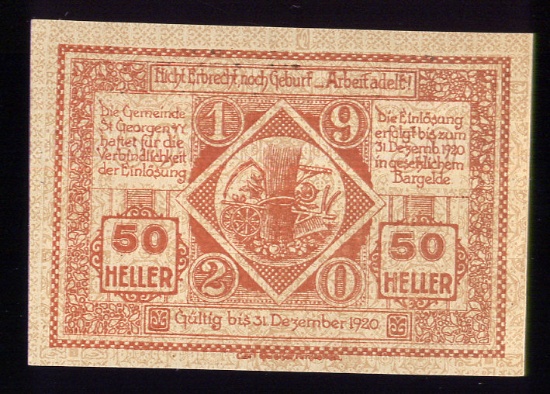 Nicht Erbrecht, noch Geburt ... Arbeit adelt!
Die Gemeinde
St Georgen
haftet für die
Verbindlichkeit
der Einlösung
1 9
Die Einlösung
erfolgt bis zum
31. Dezemb. 1920
in gesetzlichem
Bargelde
50
HELLER
2 0
50
HELLER
Gültig bis 31. Dezember 1920